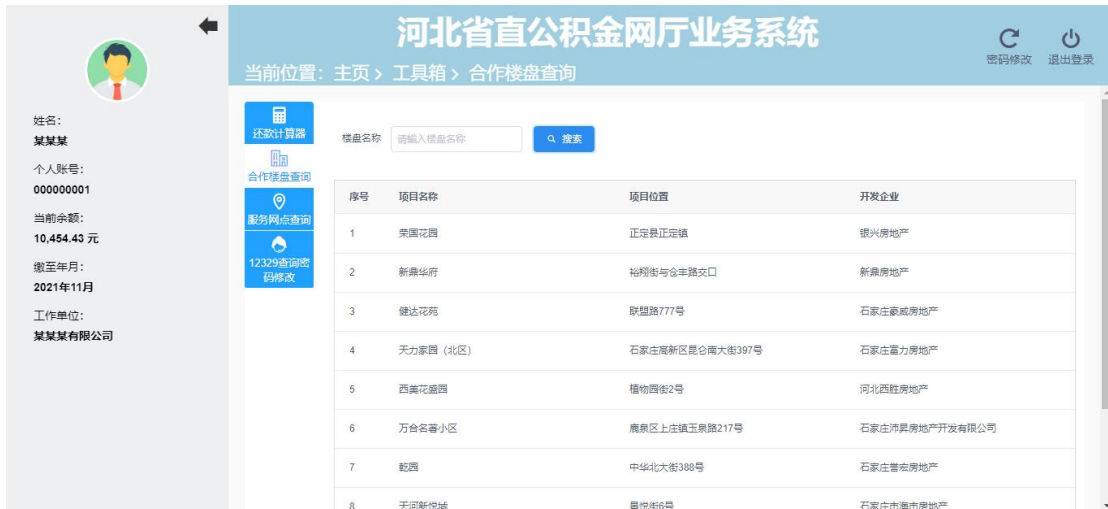 河北省直公积金网厅业务系统
当前位置：主页 > 工具箱 > 合作楼盘查询
密码修改 退出登录
姓名：
某某某
个人账号：
000000001
当前余额：
10,454.43 元
缴至年月：
2021年11月
工作单位：
某某某有限公司
还款计算器
合作楼盘查询
服务网点查询
12329查询密
码修改
楼盘名称 请输入楼盘名称 搜索
序号 项目名称 项目位置 开发企业
1 荣国花园 正定县正定镇 银兴房地产
2 新鼎华府 裕翔街与仓丰路交口 新鼎房地产
3 健达花苑 联盟路777号 石家庄豪威房地产
4 天力家园（北区） 石家庄高新区昆仑南大街397号 石家庄富力房地产
5 西美花盛园 植物园街2号 河北西胜房地产
6 万合名著小区 鹿泉区上庄镇玉泉路217号 石家庄沛昇房地产开发有限公司
7 乾园 中华北大街388号 石家庄誉宏房地产
8 天河新悦城